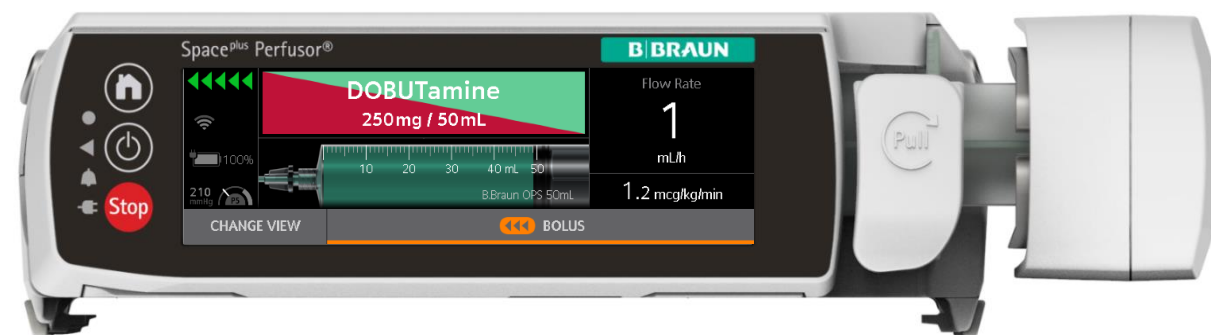 Space plus Perfusor®
B|BRAUN
DOBUTamine
250mg / 50mL
Flow Rate
1
mL/h
100%
10 20 30 40 mL 50
B.Braun OPS 50mL
210
mmHg
P5
1.2 mcg/kg/min
Stop
CHANGE VIEW
BOLUS
Pull